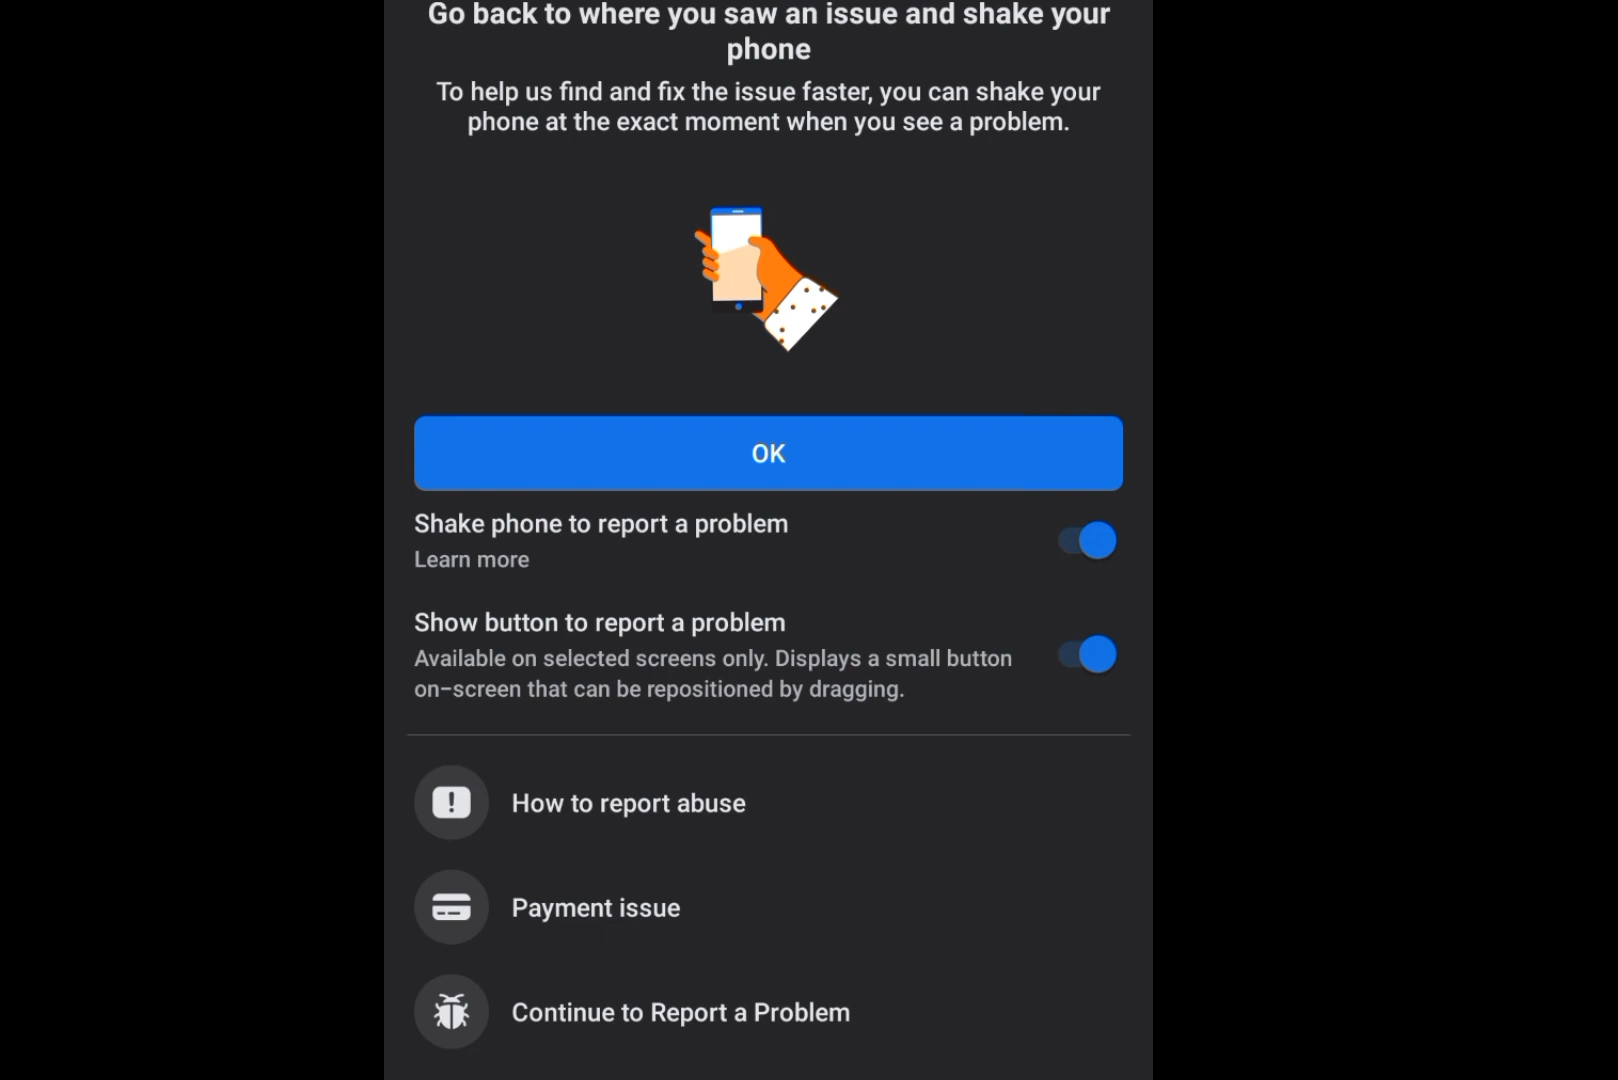 Go back to where you saw an issue and shake your
phone
To help us find and fix the issue faster, you can shake your
phone at the exact moment when you see a problem.
OK
Shake phone to report a problem
Learn more
Show button to report a problem
Available on selected screens only. Displays a small button
on-screen that can be repositioned by dragging.
How to report abuse
Payment issue
Continue to Report a Problem